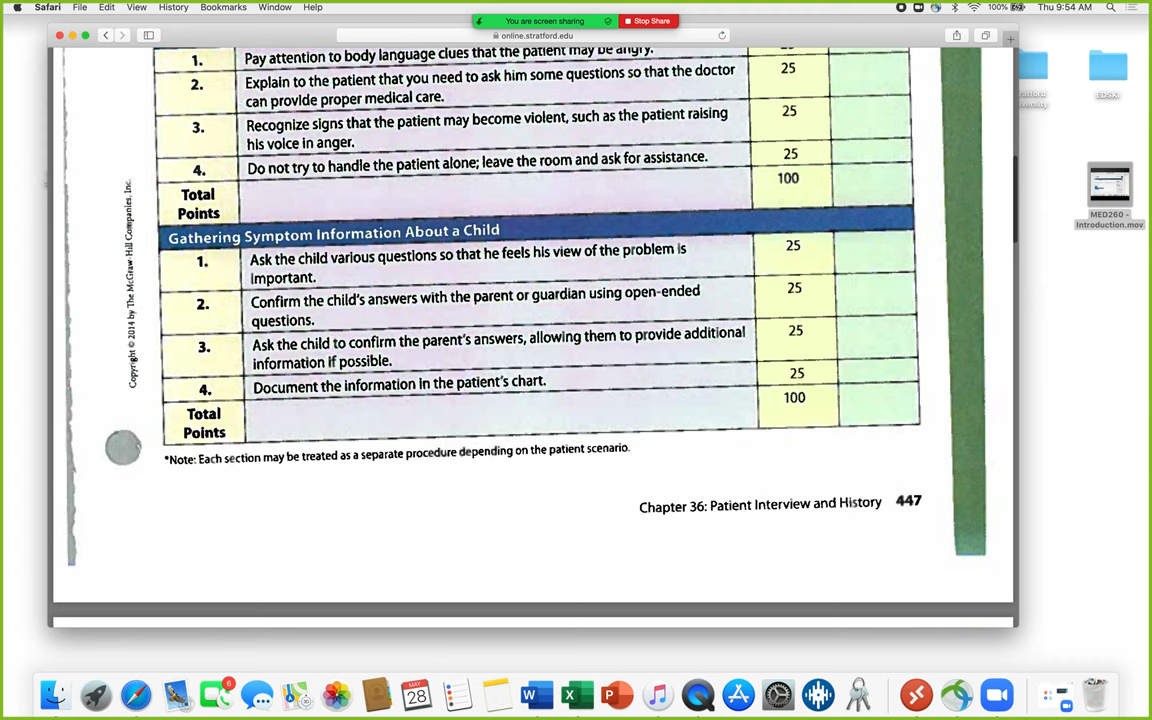 Safari File Edit View History Bookmarks Window Help 100% Thu 9:54 AM
You are screen sharing Stop Share
online.stratford.edu
1. Pay attention to body language clues that the patient may be angry. 25
2. Explain to the patient that you need to ask him some questions so that the doctor 25
can provide proper medical care.
3. Recognize signs that the patient may become violent, such as the patient raising 25
his voice in anger.
4. Do not try to handle the patient alone; leave the room and ask for assistance. 25
Total 100
Points
Gathering Symptom Information About a Child
1. Ask the child various questions so that he feels his view of the problem is 25
important.
2. Confirm the child's answers with the parent or guardian using open-ended 25
questions.
3. Ask the child to confirm the parent's answers, allowing them to provide additional 25
information if possible.
4. Document the information in the patient's chart. 25
Total 100
Points
*Note: Each section may be treated as a separate procedure depending on the patient scenario.
Chapter 36: Patient Interview and History 447
Copyright © 2014 by The McGraw-Hill Companies, Inc.
EDSKI
MED260 -
Introduction.mov
6
MAY
28
W X P